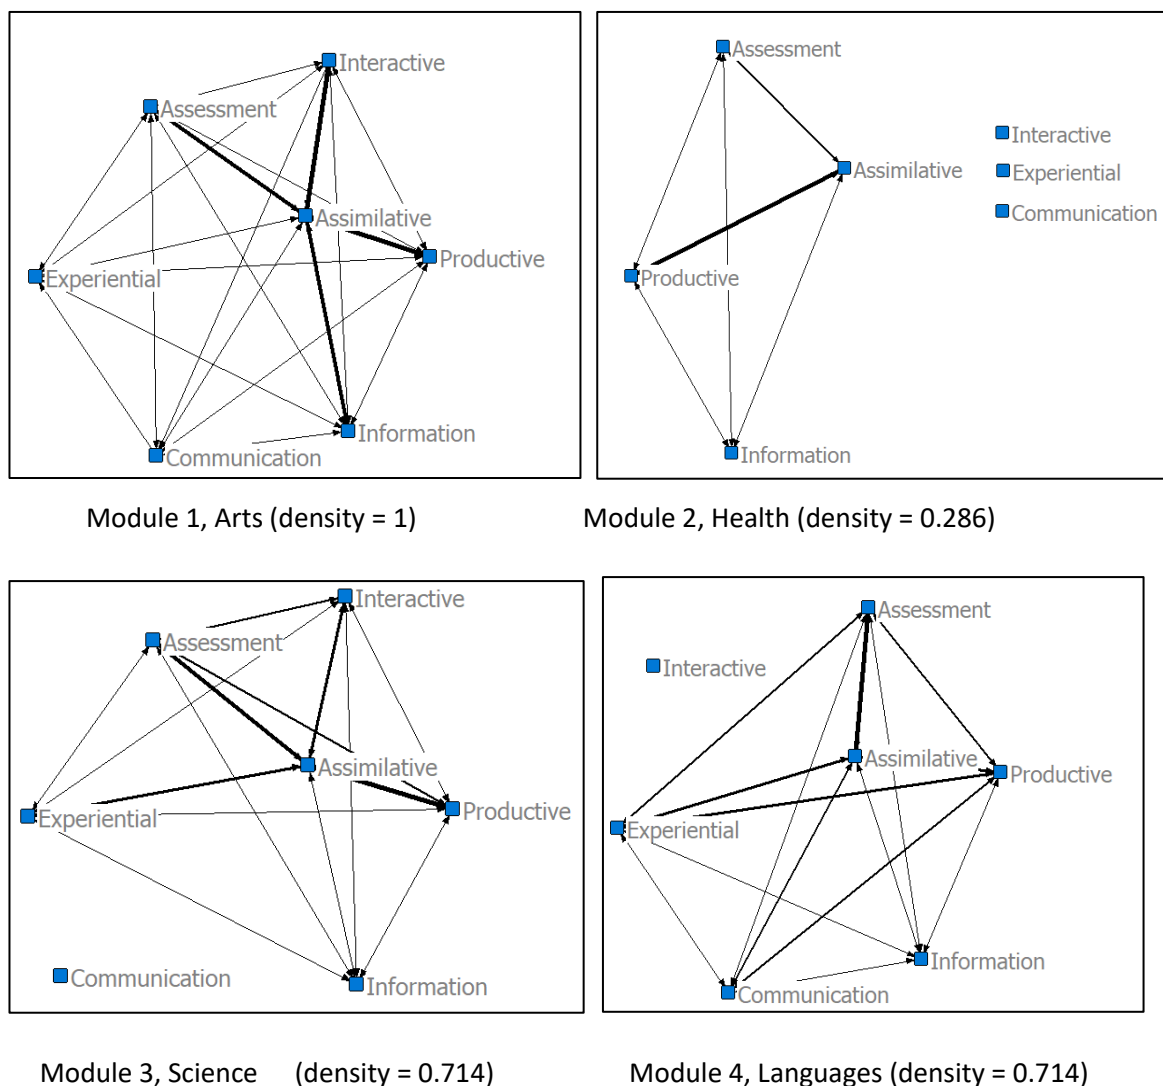 Interactive
Assessment
Assimilative
Productive
Experiential
Information
Communication
Assessment
Interactive
Assimilative
Experiential
Communication
Productive
Information
Module 1, Arts (density = 1)
Module 2, Health (density = 0.286)
Interactive
Assessment
Assimilative
Productive
Experiential
Communication
Information
Assessment
Interactive
Assimilative
Productive
Experiential
Information
Communication
Module 3, Science (density = 0.714)
Module 4, Languages (density = 0.714)